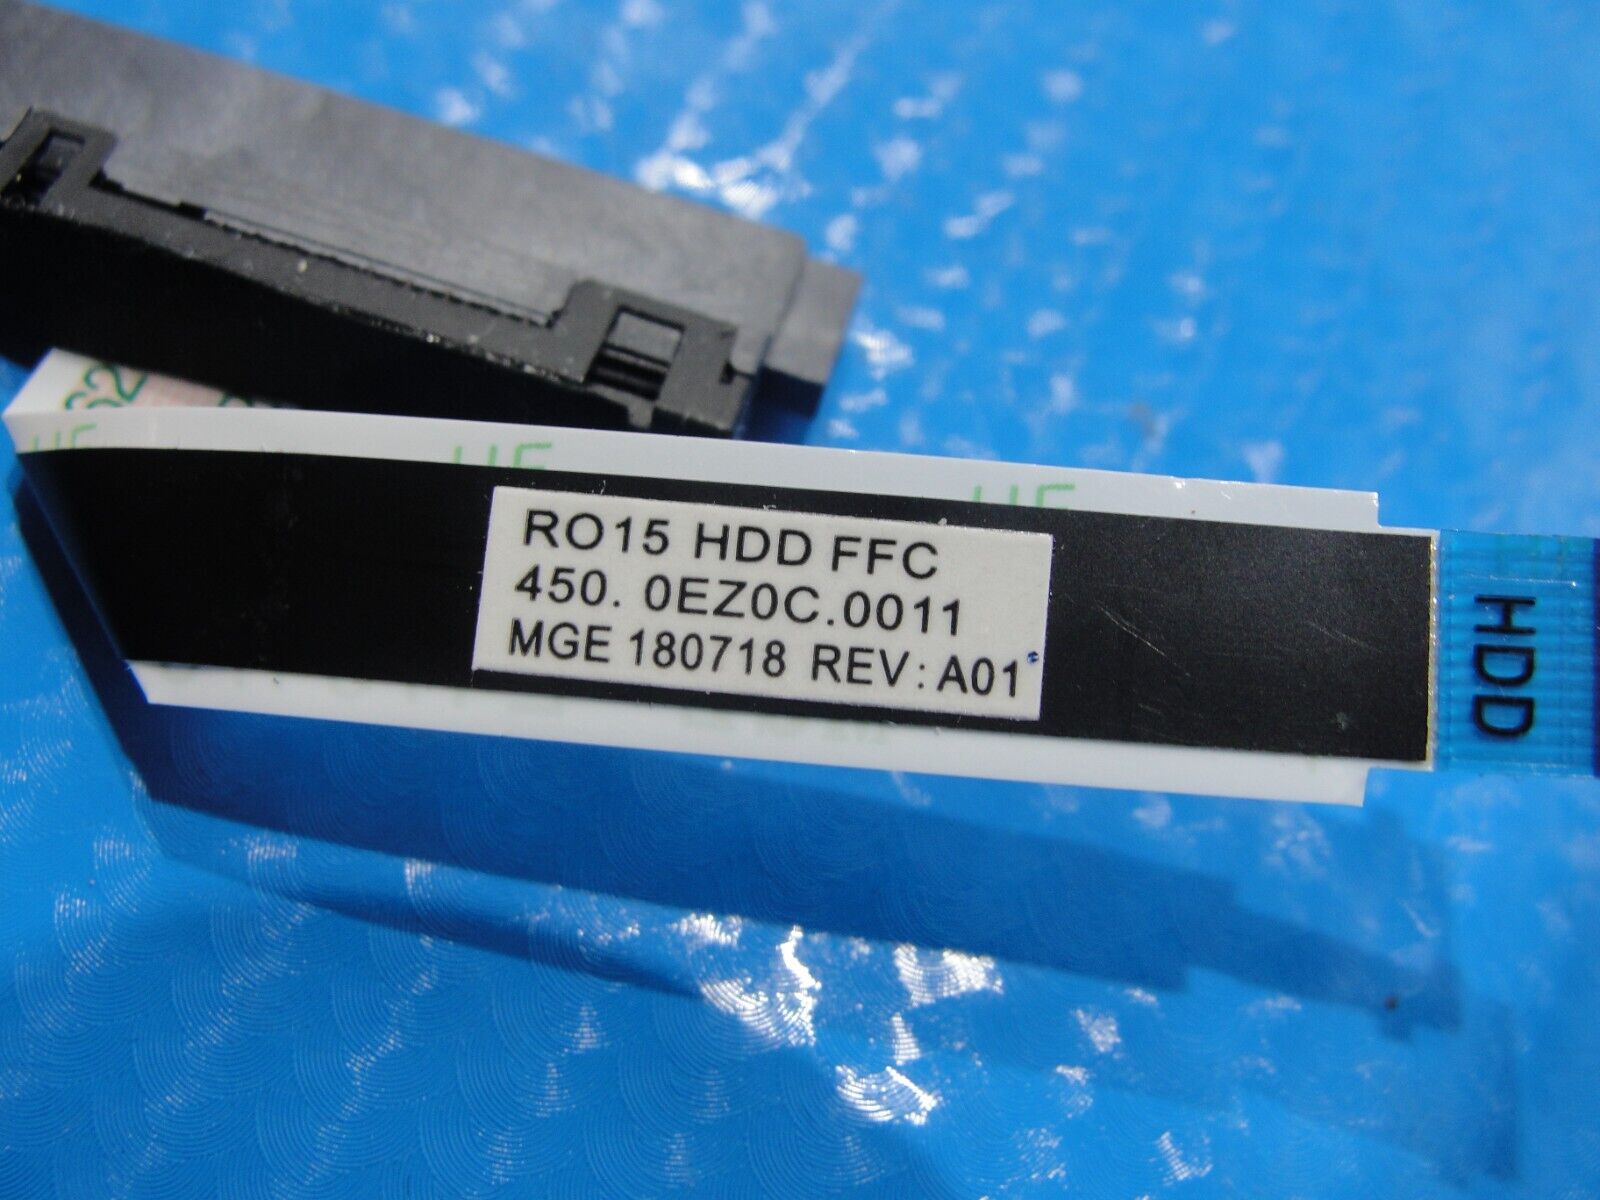 RO15 HDD FFC
450. 0EZ0C.0011
MGE 180718 REV: A01
HDD